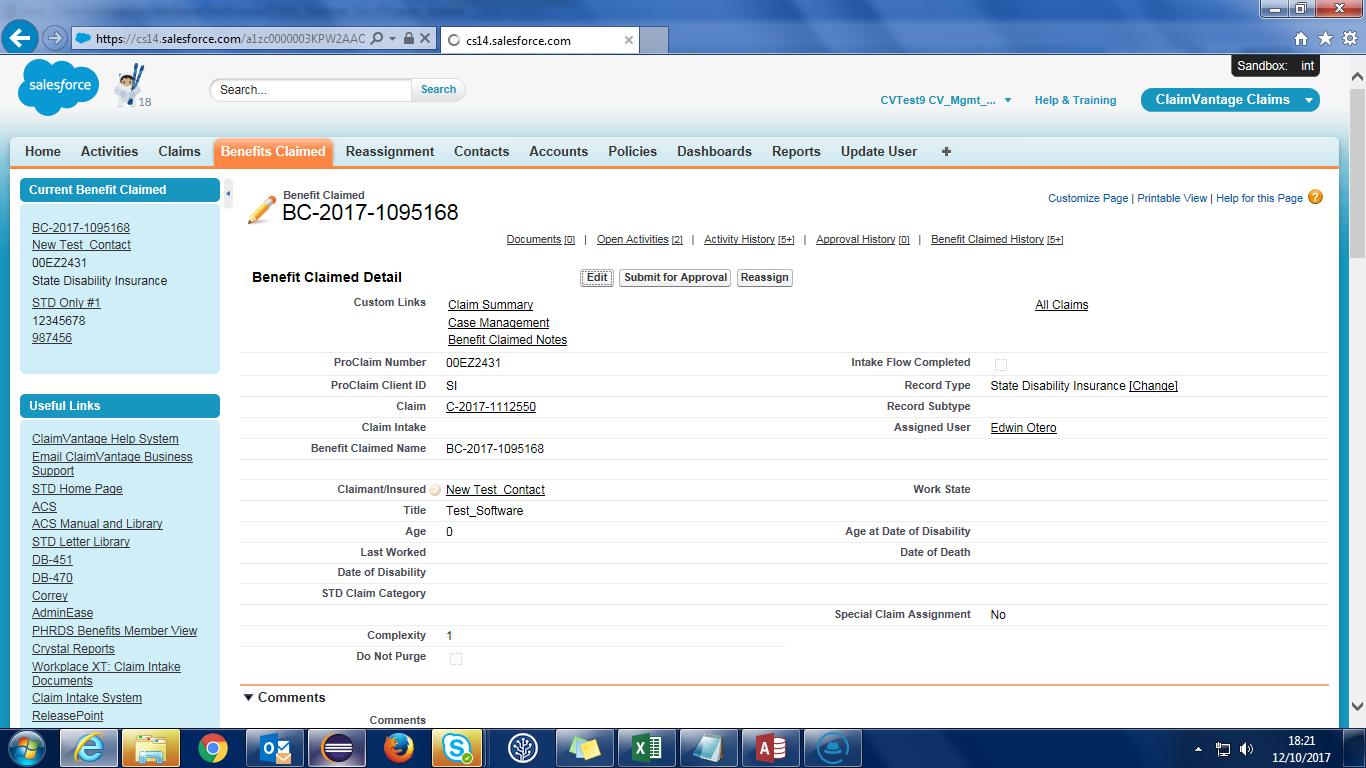 https://cs14.salesforce.com/a1zc0000003KPW2AAO
cs14.salesforce.com
Sandbox: int
salesforce
18
Search...
Search
CVTest9 CV_Mgmt_...
Help & Training
ClaimVantage Claims
Home
Activities
Claims
Benefits Claimed
Reassignment
Contacts
Accounts
Policies
Dashboards
Reports
Update User
+
Current Benefit Claimed
BC-2017-1095168
New Test_Contact
00EZ2431
State Disability Insurance
STD Only #1
12345678
987456
Useful Links
ClaimVantage Help System
Email ClaimVantage Business
Support
STD Home Page
ACS
ACS Manual and Library
STD Letter Library
DB-451
DB-470
Correy
AdminEase
PHRDS Benefits Member View
Crystal Reports
Workplace XT: Claim Intake
Documents
Claim Intake System
ReleasePoint
Benefit Claimed
BC-2017-1095168
Customize Page | Printable View | Help for this Page
Documents [0] | Open Activities [2] | Activity History [5+] | Approval History [0] | Benefit Claimed History [5+]
Benefit Claimed Detail
Edit
Submit for Approval
Reassign
Custom Links
Claim Summary
All Claims
Case Management
Benefit Claimed Notes
ProClaim Number 00EZ2431
Intake Flow Completed
ProClaim Client ID SI
Record Type State Disability Insurance [Change]
Claim C-2017-1112550
Record Subtype
Claim Intake
Assigned User Edwin Otero
Benefit Claimed Name BC-2017-1095168
Claimant/Insured New Test_Contact
Work State
Title Test_Software
Age 0
Age at Date of Disability
Last Worked
Date of Death
Date of Disability
STD Claim Category
Special Claim Assignment No
Complexity 1
Do Not Purge
Comments
Comments
18:21
12/10/2017